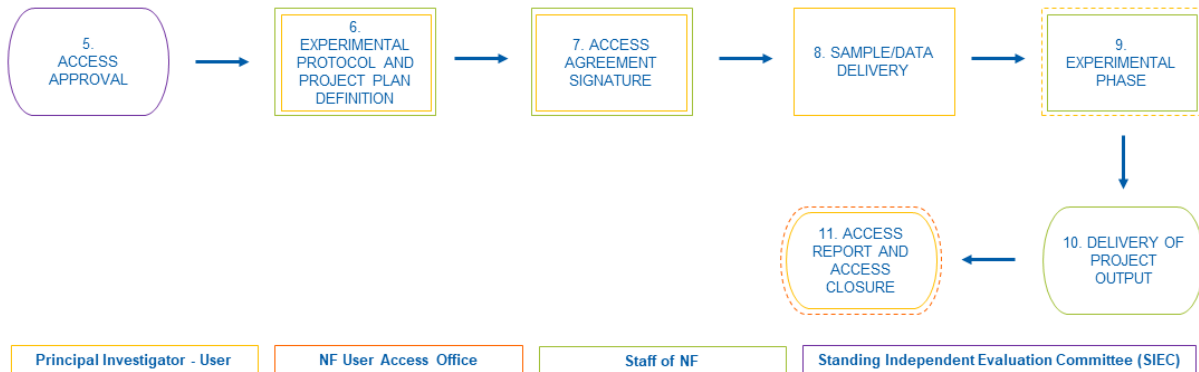 5.
ACCESS
APPROVAL
6.
EXPERIMENTAL
PROTOCOL AND
PROJECT PLAN
DEFINITION
7. ACCESS
AGREEMENT
SIGNATURE
8. SAMPLE/DATA
DELIVERY
9.
EXPERIMENTAL
PHASE
11. ACCESS
REPORT AND
ACCESS
CLOSURE
10. DELIVERY OF
PROJECT
OUTPUT
Principal Investigator - User
NF User Access Office
Staff of NF
Standing Independent Evaluation Committee (SIEC)